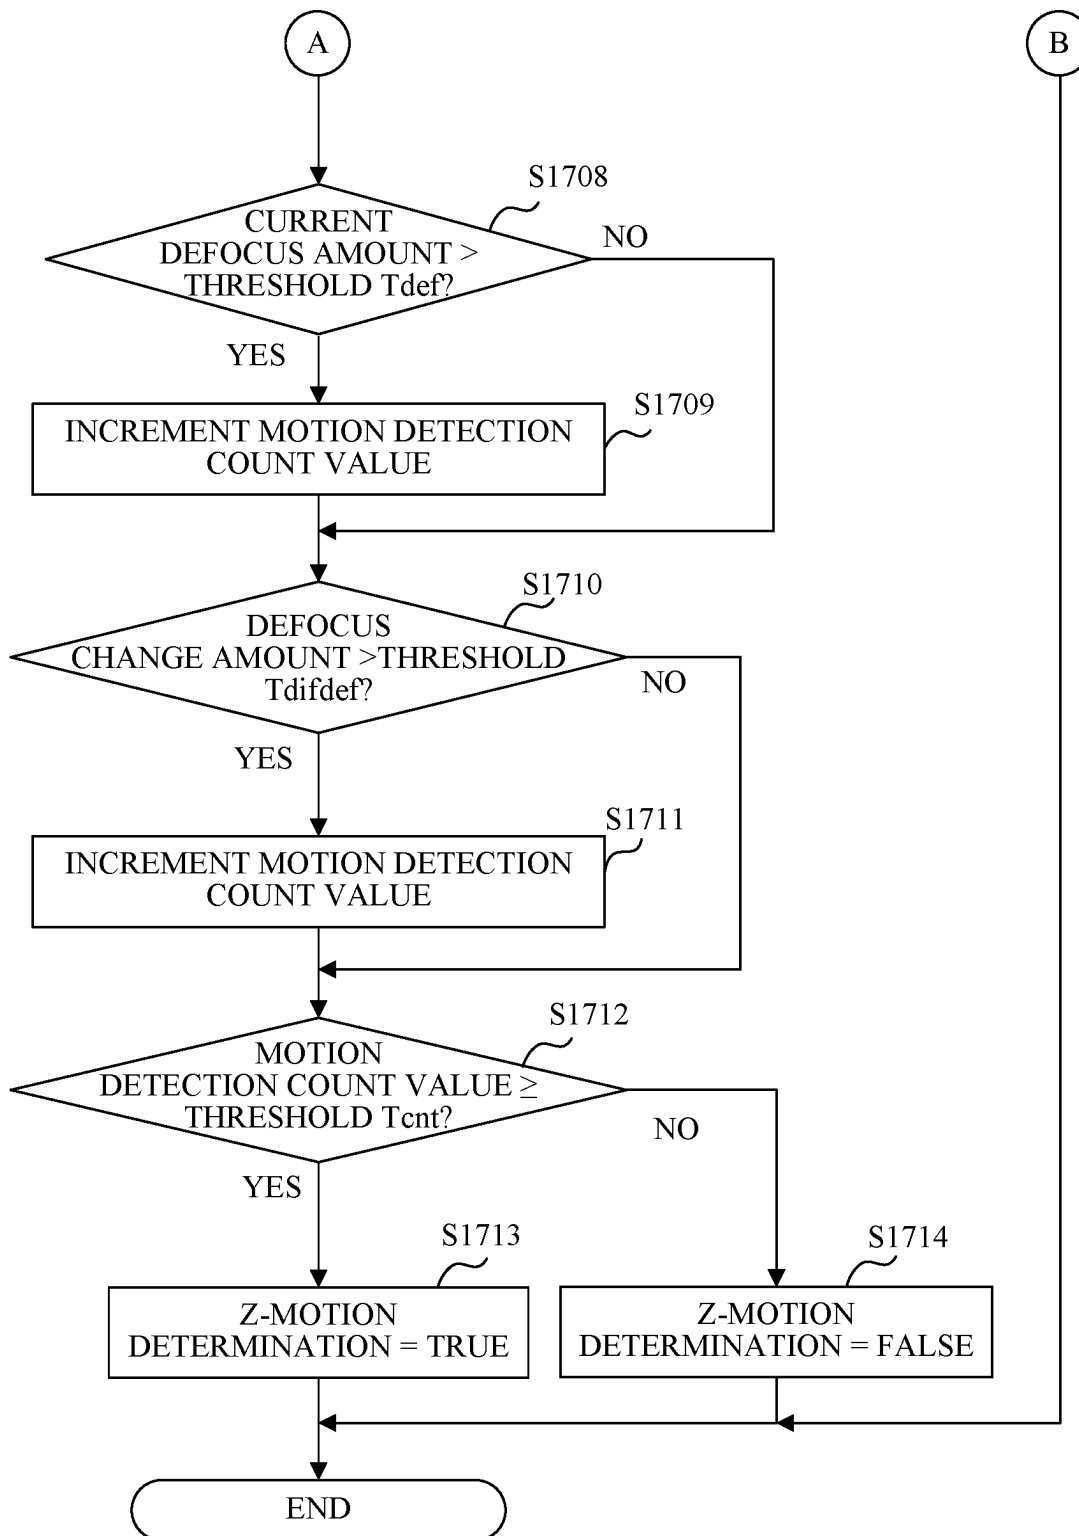 A
B
S1708
CURRENT
DEFOCUS AMOUNT >
THRESHOLD Tdef?
NO
YES
S1709
INCREMENT MOTION DETECTION
COUNT VALUE
S1710
DEFOCUS
CHANGE AMOUNT >THRESHOLD
Tdifdef?
NO
YES
S1711
INCREMENT MOTION DETECTION
COUNT VALUE
S1712
MOTION
DETECTION COUNT VALUE ≥
THRESHOLD Tcnt?
NO
YES
S1713
Z-MOTION
DETERMINATION = TRUE
S1714
Z-MOTION
DETERMINATION = FALSE
END